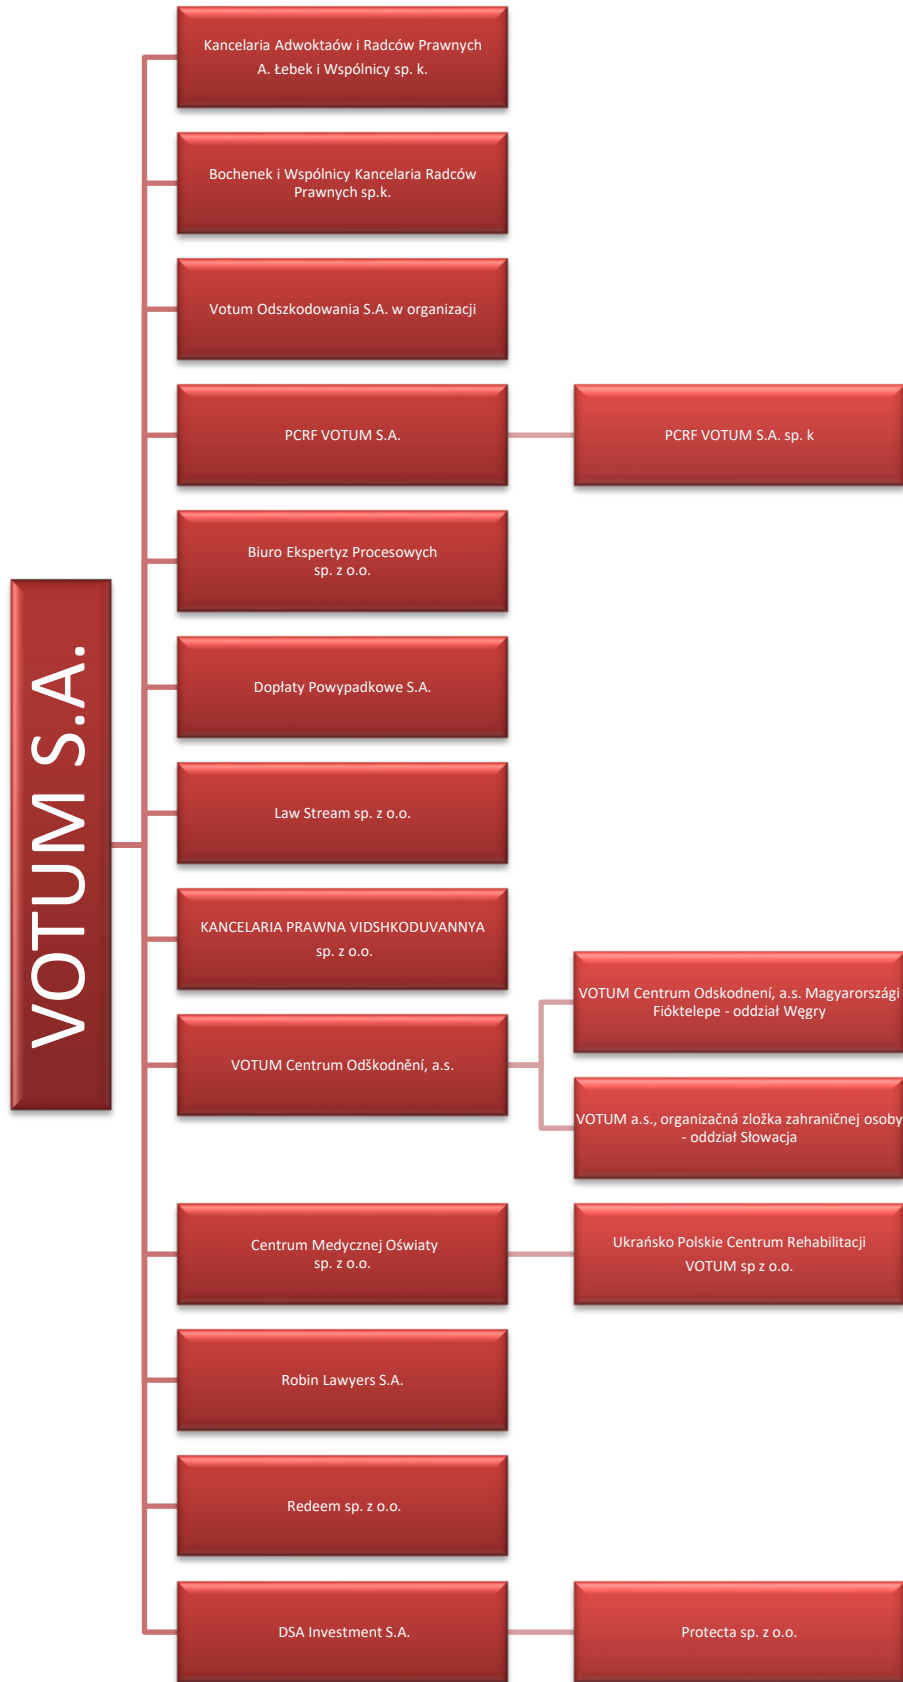 VOTUM S.A.
Kancelaria Adwoktaów i Radców Prawnych
A. Łebek i Wspólnicy sp. k.
Bochenek i Wspólnicy Kancelaria Radców
Prawnych sp.k.
Votum Odszkodowania S.A. w organizacji
PCRF VOTUM S.A.
PCRF VOTUM S.A. sp. k
Biuro Ekspertyz Procesowych
sp. z o.o.
Dopłaty Powypadkowe S.A.
Law Stream sp. z o.o.
KANCELARIA PRAWNA VIDSHKODUVANNYA
sp. z o.o.
VOTUM Centrum Odškodnění, a.s.
VOTUM Centrum Odskodnení, a.s. Magyarországi
Fióktelepe - oddział Węgry
VOTUM a.s., organizačná zložka zahraničnej osoby
- oddział Słowacja
Centrum Medycznej Oświaty
sp. z o.o.
Ukrańsko Polskie Centrum Rehabilitacji
VOTUM sp z o.o.
Robin Lawyers S.A.
Redeem sp. z o.o.
DSA Investment S.A.
Protecta sp. z o.o.